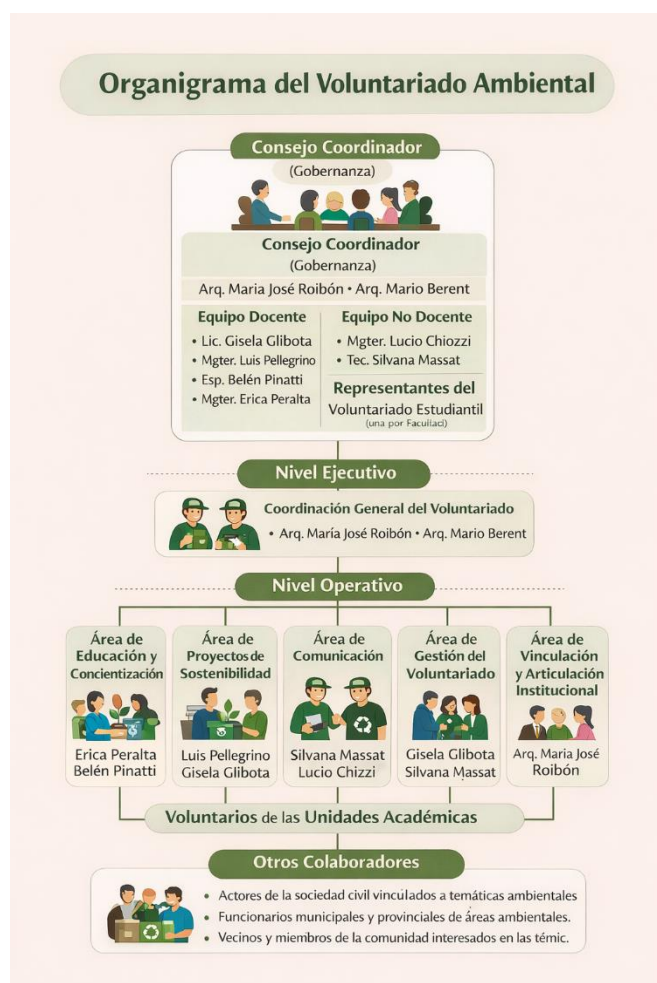 Organigrama del Voluntariado Ambiental
Consejo Coordinador
(Gobernanza)
Consejo Coordinador
(Gobernanza)
Arq. Maria José Roibón • Arq. Mario Berent
Equipo Docente
• Lic. Gisela Glibota
• Mgter. Luis Pellegrino
• Esp. Belén Pinatti
• Mgter. Erica Peralta
Equipo No Docente
• Mgter. Lucio Chiozzi
• Tec. Silvana Massat
Representantes del
Voluntariado Estudiantil
(una por Facuilaci)
Nivel Ejecutivo
Coordinación General del Voluntariado
• Arq. María José Roibón • Arq. Mario Berent
Nivel Operativo
Área de
Educación y
Concientización
Erica Peralta
Belén Pinatti
Área de
Proyectos de
Sostenibilidad
Luis Pellegrino
Gisela Glibota
Área de
Comunicación
Silvana Massat
Lucio Chizzi
Área de
Gestión del
Voluntariado
Gisela Glibota
Silvana Massat
Área de
Vinculación
y Articulación
Institucional
Arq. Maria José
Roibón
Voluntarios de las Unidades Académicas
Otros Colaboradores
• Actores de la sociedad civil vinculados a temáticas ambientales
• Funcionarios municipales y provinciales de áreas ambientales.
• Vecinos y miembros de la comunidad interesados en las témic.